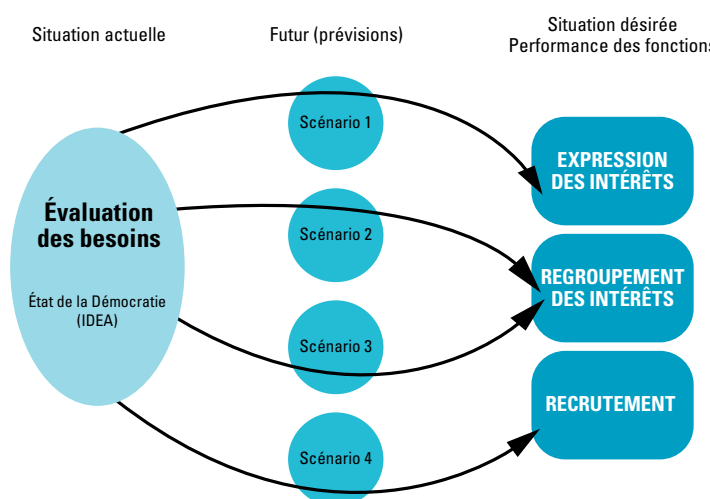 Situation actuelle
Futur (prévisions)
Situation désirée
Performance des fonctions
Scénario 1
EXPRESSION
DES INTÉRÊTS
Évaluation
des besoins
État de la Démocratie
(IDEA)
Scénario 2
REGROUPEMENT
DES INTÉRÊTS
Scénario 3
RECRUTEMENT
Scénario 4